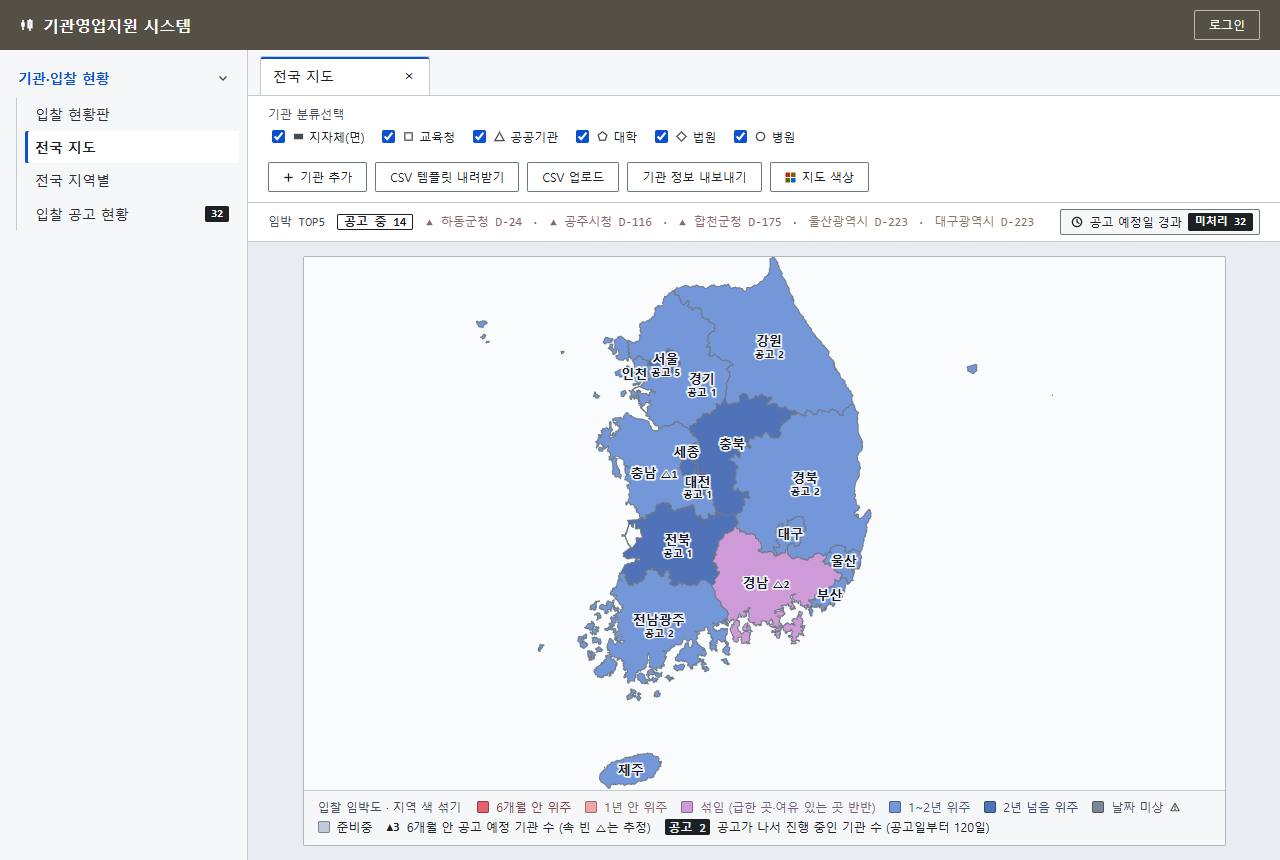 기관영업지원 시스템
로그인
기관·입찰 현황
입찰 현황판
전국 지도
전국 지역별
입찰 공고 현황 32
전국 지도 ×
기관 분류선택
지자체(면) 교육청 공공기관 대학 법원 병원
+ 기관 추가
CSV 템플릿 내려받기
CSV 업로드
기관 정보 내보내기
지도 색상
임박 TOP5 공고 중 14 ▲ 하동군청 D-24 · ▲ 공주시청 D-116 · ▲ 합천군청 D-175 · 울산광역시 D-223 · 대구광역시 D-223
공고 예정일 경과 미처리 32
강원
공고 2
서울
공고 5
인천
경기
공고 1
충북
세종
충남 △1
대전
공고 1
경북
공고 2
대구
전북
공고 1
울산
경남 △2
부산
전남광주
공고 2
제주
입찰 임박도 · 지역 색 섞기 6개월 안 위주 1년 안 위주 섞임 (급한 곳·여유 있는 곳 반반) 1~2년 위주 2년 넘음 위주 날짜 미상 ⚠
준비중 ▲3 6개월 안 공고 예정 기관 수 (속 빈 △는 추정) 공고 2 공고가 나서 진행 중인 기관 수 (공고일부터 120일)